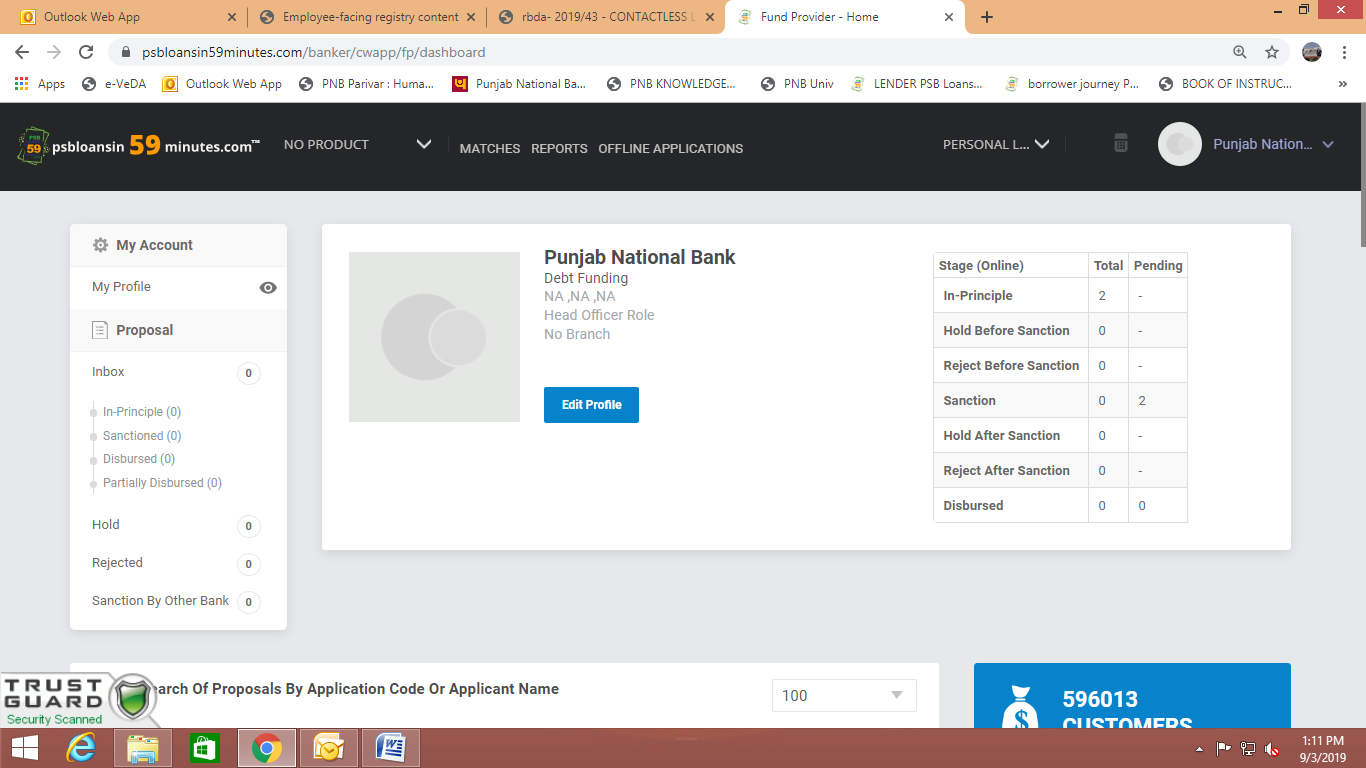 Outlook Web App
Employee-facing registry content
rbda- 2019/43 - CONTACTLESS L
Fund Provider - Home
psbloansin59minutes.com/banker/cwapp/fp/dashboard
Apps
e-VeDA
Outlook Web App
PNB Parivar : Huma...
Punjab National Ba...
PNB KNOWLEDGE...
PNB Univ
LENDER PSB Loans...
borrower journey P...
BOOK OF INSTRUC...
»
PSB
59
psbloansin 59 minutes.com™
NO PRODUCT
MATCHES
REPORTS
OFFLINE APPLICATIONS
PERSONAL L...
Punjab Nation...
My Account
My Profile
Proposal
Inbox 0
In-Principle (0)
Sanctioned (0)
Disbursed (0)
Partially Disbursed (0)
Hold 0
Rejected 0
Sanction By Other Bank 0
Punjab National Bank
Debt Funding
NA ,NA ,NA
Head Officer Role
No Branch
Edit Profile
Stage (Online) Total Pending
In-Principle 2 -
Hold Before Sanction 0 -
Reject Before Sanction 0 -
Sanction 0 2
Hold After Sanction 0 -
Reject After Sanction 0 -
Disbursed 0 0
TRUST
GUARD
Security Scanned
earch Of Proposals By Application Code Or Applicant Name
100
596013
CUSTOMERS
1:11 PM
9/3/2019